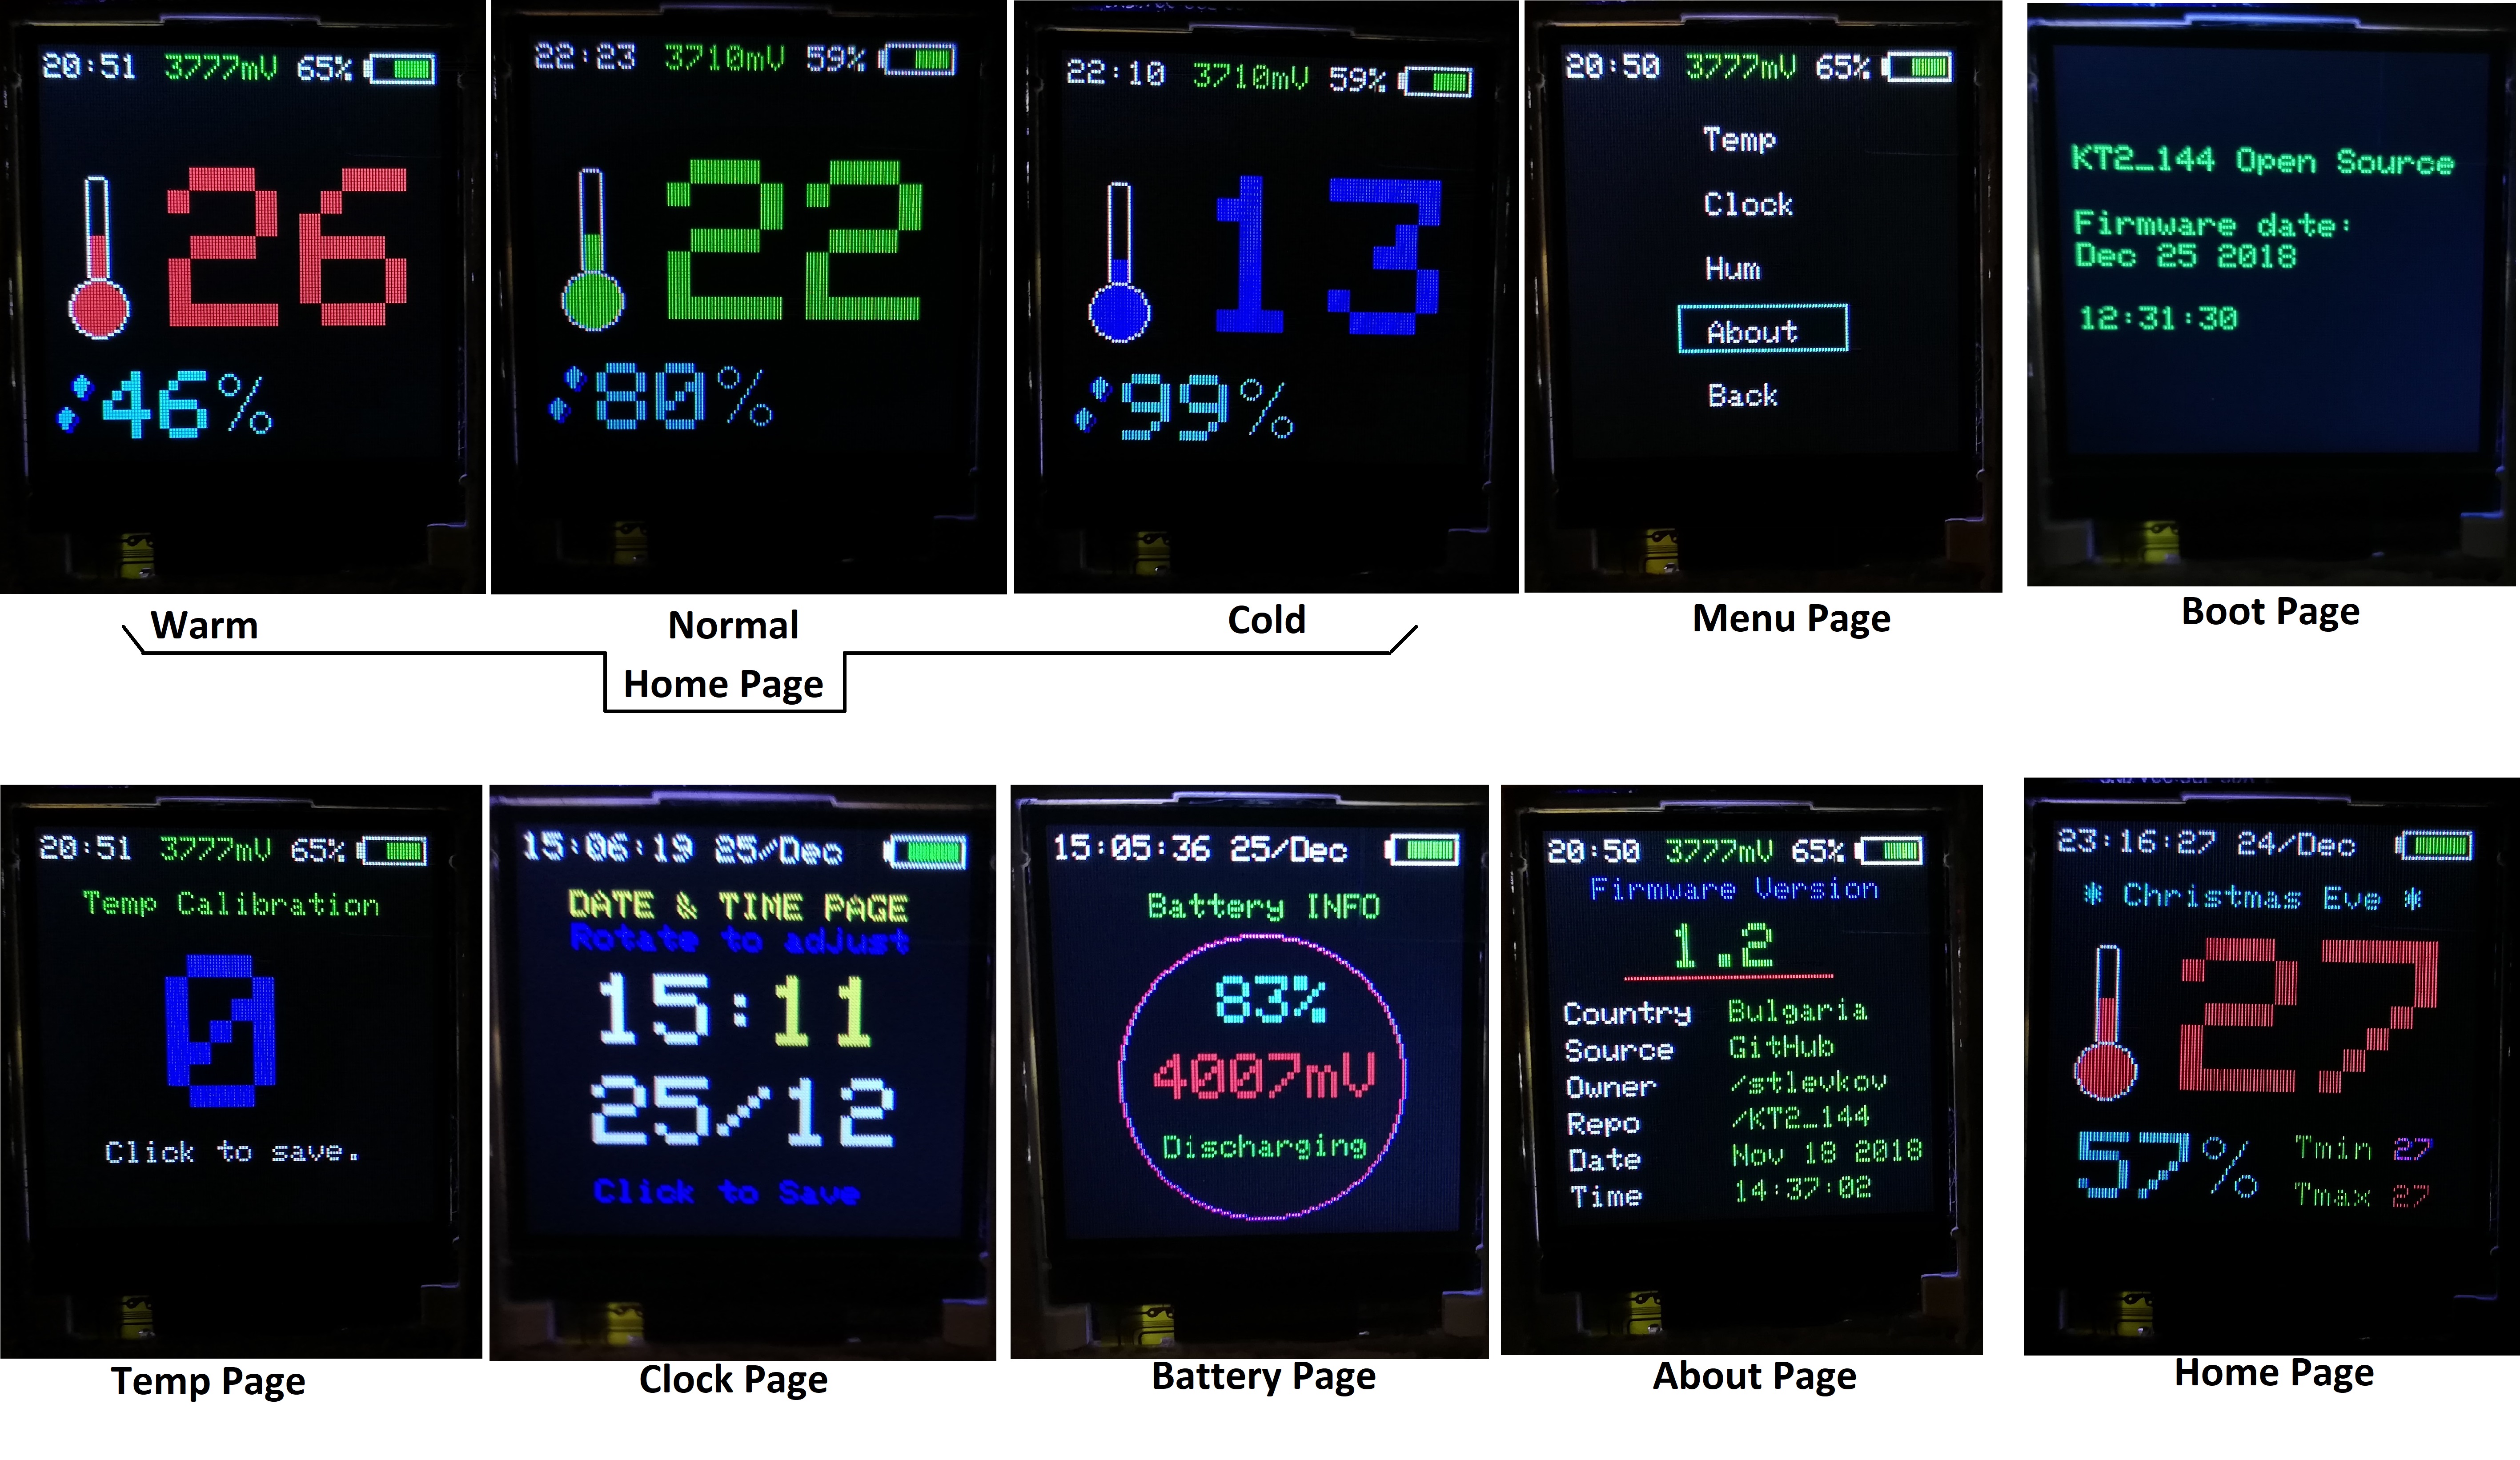 20:51 3777mV 65%
26
46%
Warm
22:23 3710mV 59%
22
80%
Normal
22:10 3710mV 59%
13
99%
Cold
Home Page
20:50 3777mV 65%
Temp
Clock
Hum
About
Back
Menu Page
KT2_144 Open Source
Firmware date:
Dec 25 2018
12:31:30
Boot Page
20:51 3777mV 65%
Temp Calibration
0
Click to save.
Temp Page
15:06:19 25/Dec
DATE & TIME PAGE
Rotate to adjust
15:11
25/12
Click to Save
Clock Page
15:05:36 25/Dec
Battery INFO
83%
4007mV
Discharging
Battery Page
20:50 3777mV 65%
Firmware Version
1.2
Country Bulgaria
Source GitHub
Owner /stlevkov
Repo /KT2_144
Date Nov 18 2018
Time 14:37:02
About Page
23:16:27 24/Dec
* Christmas Eve *
27
57% Tmin 27
Tmax 27
Home Page